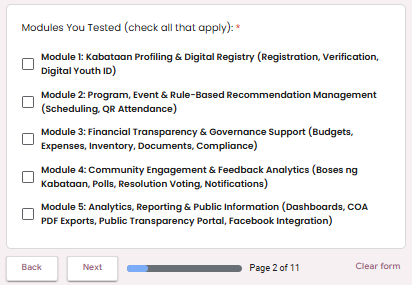 Modules You Tested (check all that apply): *
Module 1: Kabataan Profiling & Digital Registry (Registration, Verification,
Digital Youth ID)
Module 2: Program, Event & Rule-Based Recommendation Management
(Scheduling, QR Attendance)
Module 3: Financial Transparency & Governance Support (Budgets,
Expenses, Inventory, Documents, Compliance)
Module 4: Community Engagement & Feedback Analytics (Boses ng
Kabataan, Polls, Resolution Voting, Notifications)
Module 5: Analytics, Reporting & Public Information (Dashboards, COA
PDF Exports, Public Transparency Portal, Facebook Integration)
Back Next Page 2 of 11 Clear form